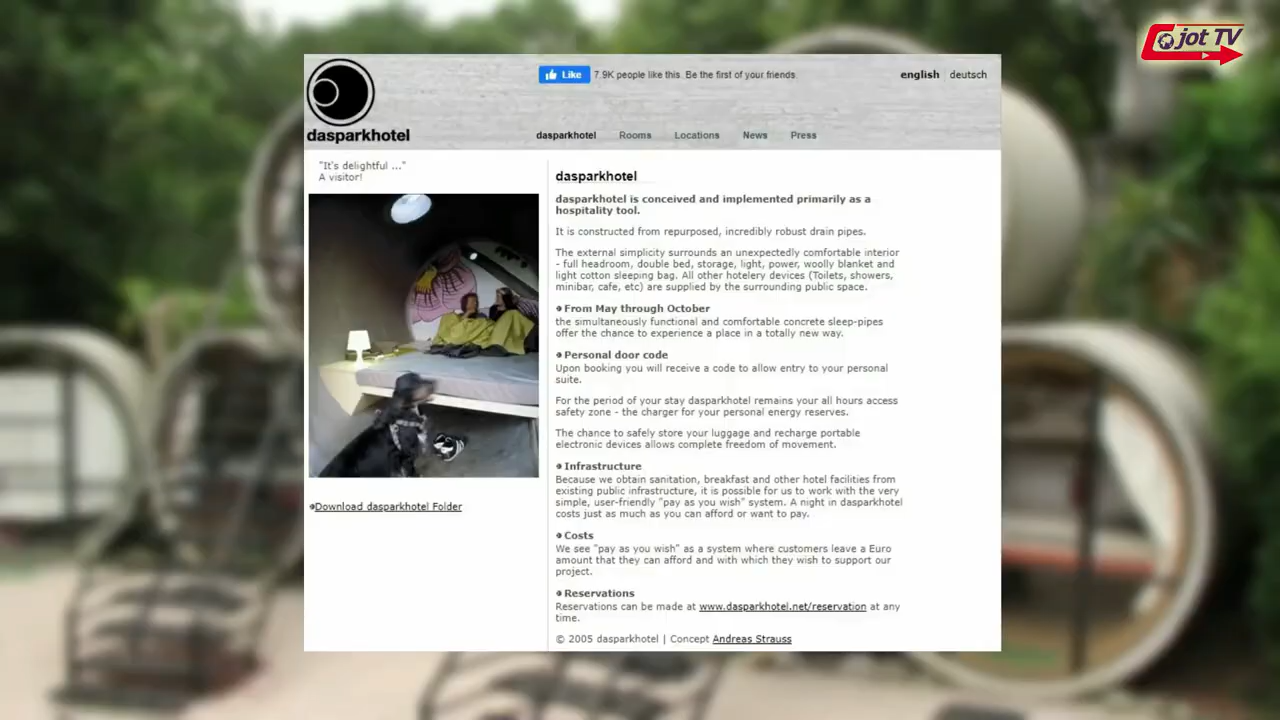 jot TV
dasparkhotel
Like 7.9K people like this. Be the first of your friends.
english deutsch
dasparkhotel Rooms Locations News Press
"It's delightful ..."
A visitor!
Download dasparkhotel Folder
dasparkhotel
dasparkhotel is conceived and implemented primarily as a
hospitality tool.
It is constructed from repurposed, incredibly robust drain pipes.
The external simplicity surrounds an unexpectedly comfortable interior
- full headroom, double bed, storage, light, power, woolly blanket and
light cotton sleeping bag. All other hotelery devices (Toilets, showers,
minibar, cafe, etc) are supplied by the surrounding public space.
From May through October
the simultaneously functional and comfortable concrete sleep-pipes
offer the chance to experience a place in a totally new way.
Personal door code
Upon booking you will receive a code to allow entry to your personal
suite.
For the period of your stay dasparkhotel remains your all hours access
safety zone - the charger for your personal energy reserves.
The chance to safely store your luggage and recharge portable
electronic devices allows complete freedom of movement.
Infrastructure
Because we obtain sanitation, breakfast and other hotel facilities from
existing public infrastructure, it is possible for us to work with the very
simple, user-friendly "pay as you wish" system. A night in dasparkhotel
costs just as much as you can afford or want to pay.
Costs
We see "pay as you wish" as a system where customers leave a Euro
amount that they can afford and with which they wish to support our
project.
Reservations
Reservations can be made at www.dasparkhotel.net/reservation at any
time.
© 2005 dasparkhotel | Concept Andreas Strauss